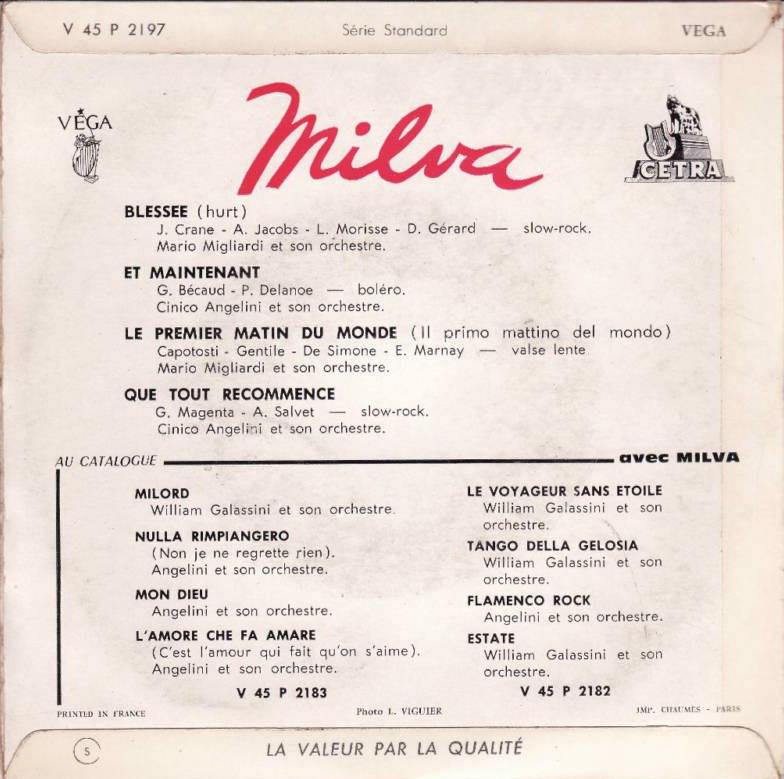 V 45 P 2197 Série Standard VEGA
VÉGA
Milva
CETRA
BLESSEE (hurt)
J. Crane - A. Jacobs - L. Morisse - D. Gérard — slow-rock.
Mario Migliardi et son orchestre.
ET MAINTENANT
G. Bécaud - P. Delanoe — boléro.
Cinico Angelini et son orchestre.
LE PREMIER MATIN DU MONDE (Il primo mattino del mondo)
Capotosti - Gentile - De Simone - E. Marnay — valse lente
Mario Migliardi et son orchestre.
QUE TOUT RECOMMENCE
G. Magenta - A. Salvet — slow-rock.
Cinico Angelini et son orchestre.
AU CATALOGUE avec MILVA
MILORD
William Galassini et son orchestre.
NULLA RIMPIANGERO
(Non je ne regrette rien).
Angelini et son orchestre.
MON DIEU
Angelini et son orchestre.
L'AMORE CHE FA AMARE
(C'est l'amour qui fait qu'on s'aime).
Angelini et son orchestre.
V 45 P 2183
LE VOYAGEUR SANS ETOILE
William Galassini et son
orchestre.
TANGO DELLA GELOSIA
William Galassini et son
orchestre.
FLAMENCO ROCK
Angelini et son orchestre.
ESTATE
William Galassini et son
orchestre.
V 45 P 2182
PRINTED IN FRANCE Photo L. VIGUIER IMP. CHAUMÈS - PARIS
S LA VALEUR PAR LA QUALITÉ